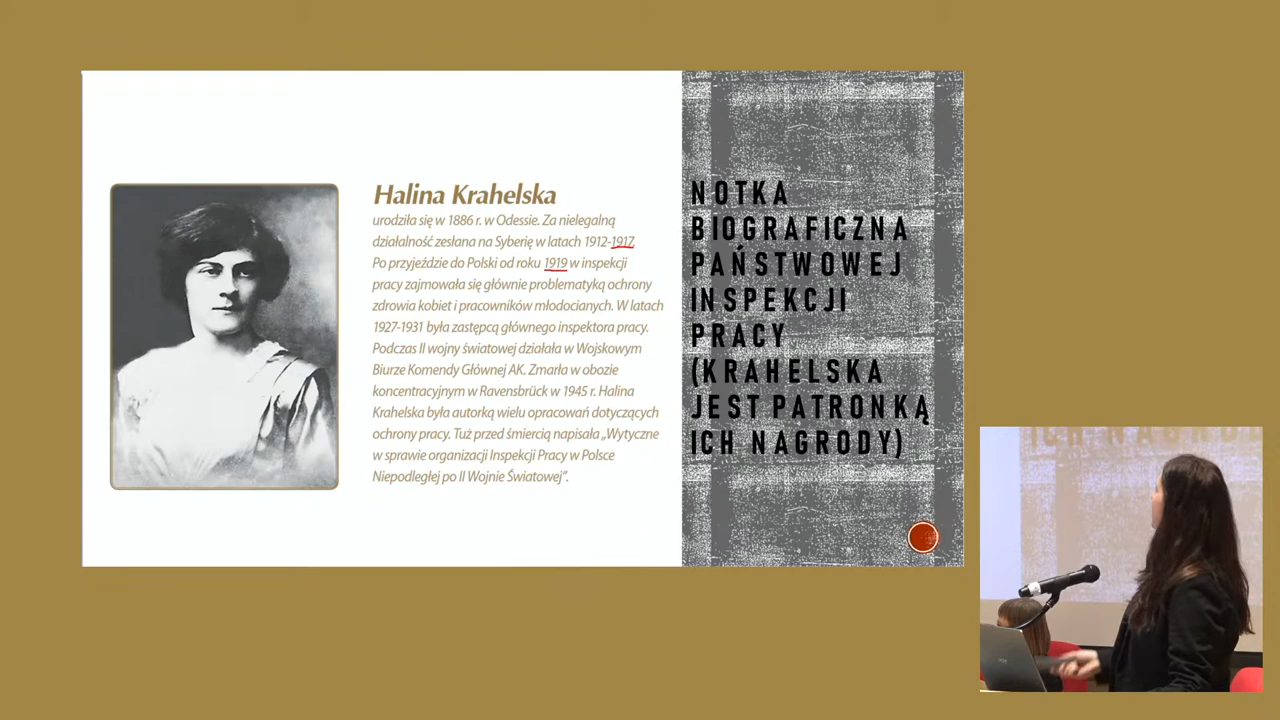 Halina Krahelska
urodziła się w 1886 r. w Odessie. Za nielegalną
działalność zesłana na Syberię w latach 1912-1917.
Po przyjeździe do Polski od roku 1919 w inspekcji
pracy zajmowała się głównie problematyką ochrony
zdrowia kobiet i pracowników młodocianych. W latach
1927-1931 była zastępcą głównego inspektora pracy.
Podczas II wojny światowej działała w Wojskowym
Biurze Komendy Głównej AK. Zmarła w obozie
koncentracyjnym w Ravensbrück w 1945 r. Halina
Krahelska była autorką wielu opracowań dotyczących
ochrony pracy. Tuż przed śmiercią napisała „Wytyczne
w sprawie organizacji Inspekcji Pracy w Polsce
Niepodległej po II Wojnie Światowej”.
NOTKA
BIOGRAFICZNA
PAŃSTWOWEJ
INSPEKCJI
PRACY
(KRAHELSKA
JEST PATRONKĄ
ICH NAGRODY)
ICH NAGRODY